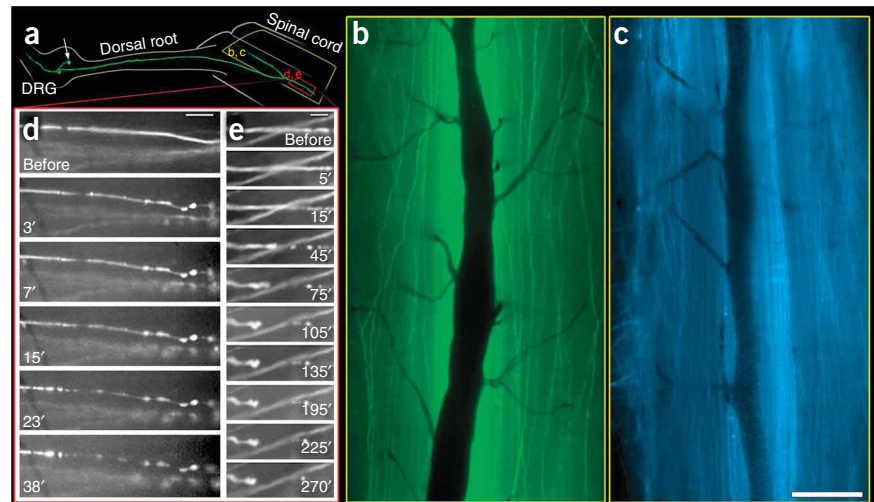 a
Dorsal root
Spinal cord
b, c
d, e
DRG
d
Before
3′
7′
15′
23′
38′
e
Before
5′
15′
45′
75′
105′
135′
195′
225′
270′
b
c